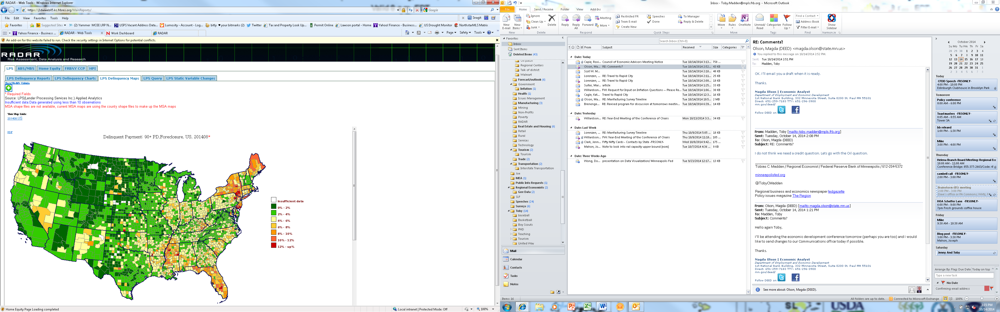 RADAR - Web Tools - Windows Internet Explorer
https://j1dwweb05.kc.frbres.org/MainReports/
Google
File Edit View Favorites Tools Help
Snagit
Favorites Suggested Sites (2) Yammer MCEE LRP N... USPS Vacant Address Data... Lumosity - Account - Log... bitly ♥ your bitmarks (2) Twitter Tax and Property Look Up... Permit Online Lawson portal - Home Yahoo! Finance - Business... US Drought Monitor NorthstarMLS Matrix
Yahoo Finance - Business ... RADAR - Web Tools Work Dashboard RADAR
Page Safety Tools
An add-on for this website failed to run. Check the security settings in Internet Options for potential conflicts.
RADAR
Risk Assessment, Data Analysis and Research
LPS ABS/MBS Home Equity FRBNY CCP HPI
LPS Delinquency Reports LPS Delinquency Charts LPS Delinquency Maps LPS Query LPS Static Variable Changes
Show/Modify Criteria
* Required Fields
Source: LPS(Lender Processing Services Inc.) Applied Analytics
Insufficient data:Data generated using less than 10 observations
MSA shape files are not available, current MSA maps are using the county shape files to make up the MSA maps
View Map Links:
201408:US
PDF
Delinquent Payment: 90+ PD,Foreclosure, US, 201408*
Insufficient data
0% - 2%
2% - 4%
4% - 6%
6% - 8%
8% - 10%
10% - 12%
12% - up%
Home Equity Page Loading completed
Local intranet | Protected Mode: Off
100%
Inbox - Toby.Madden@mpls.frb.org - Microsoft Outlook
File Home Send / Receive Folder View Add-Ins
New E-mail
New Items
Ignore
Clean Up
Junk
Delete
Reply
Reply All
Forward
Meeting
More
Restricted FR
Team E-mail
Create New
Speeches
Done
To Manager
Reply & Delete
Move
Rules
OneNote
Unread/ Read
Categorize
Follow Up
Find a Contact
Address Book
Filter E-mail
Show Sidebar
New Delete Respond Quick Steps Move Tags Find harmon.ie
Favorites
Inbox
Sent Items
Deleted Items (43)
Oil patch
Regional Centers
Talk of district
Walmart
Forecast/outlook (6)
Government
Inflation (1)
Health (1)
Issues Management
Manufacturing (3)
Mining
Non-Profits
Poverty
RADAR
Real Estate and Housing (6)
Retail
Rural
Services
Technology
Tourism (2)
Tourism
Trade (2)
Transportation (2)
Interstate Transportation
Joe
MEA (1)
Public Info Requests (1)
Regional Economists (2)
Gov Data (2)
SLF
Speeches (24)
Surveys (6)
Toby (14)
baseball
Basketball
Boy Scouts
PHD
Teaching
Tourism
United Way
Mail
Calendar
Contacts
Tasks
Notes
Items: 16
Search Inbox (Ctrl+E)
From Subject Received Size Categories
Date: Today
Capiz, Roxi... Council of Economic Advisors Meeting Notice Tue 10/14/2014 3:13... 758 ...
Olson, Ma... RE: Comments? Tue 10/14/2014 2:52... 43 KB
Scott W. M... Tue 10/14/2014 2:18... 48 KB
Lorenzen,... RE: Travel to Rapid City Tue 10/14/2014 2:11... 25 KB
Lorenzen,... RE: Travel to Rapid City Tue 10/14/2014 2:08... 19 KB
Suiter, Mar... article Tue 10/14/2014 1:25... 33 KB
Willardson... FW: Request for Input on Inflation Questions -- Please Re... Tue 10/14/2014 1:06... 30 KB
Cagle, Kat... Travel to Rapid City Tue 10/14/2014 12:3... 16 KB
Olson, Ma... RE: Manfacturing Survey Timeline Tue 10/14/2014 10:5... 2 MB
Brenenge... RE: Revised program for discussion at tomorrows meetin... Tue 10/14/2014 6:39... 14 KB
Date: Yesterday
Willardson... RE: Year-End Meeting of the Conference of Chairs Mon 10/13/2014 3:3... 34 KB
Date: Last Week
Lorenzen,... RE: Manfacturing Survey Timeline Thu 10/9/2014 5:05 ... 18 KB
Willardson... FW: Year-End Meeting of the Conference of Chairs Thu 10/9/2014 11:18... 105 ...
Clark, Jenn... Fifty Nifty Cards - Contacts by State -FRSONLY- Wed 10/8/2014 9:42... 175 ...
Mahon, Jo... Note to look into rail capacity upper bound (eom) Tue 10/7/2014 4:36 ... 9 KB
Date: Three Weeks Ago
Wong, Do... presentation on Data Visualization/ Minneapolis Fed Tue 9/23/2014 12:17... 13 KB
RE: Comments?
Olson, Magda (DEED) <magda.olson@state.mn.us>
You replied to this message on 10/14/2014 2:52 PM.
Sent: Tue 10/14/2014 2:51 PM
To: Madden, Toby
OK. I'll email you a draft when it is ready.
Thanks.
Magda Olson | Economic Analyst
Department of Employment and Economic Development
1st National Bank Building, 332 Minnesota Street, Suite E200 St. Paul MN 55101
Direct: 651-259-7183 TTY: 651-296-3900
mn.gov/deed/
Follow DEED on
From: Madden, Toby [mailto:toby.madden@mpls.frb.org]
Sent: Tuesday, October 14, 2014 2:08 PM
To: Olson, Magda (DEED)
Subject: RE: Comments?
I do not think we need a credit question. Lets go with the Oil question.
Tobias C. Madden / Regional Economist / Federal Reserve Bank of Minneapolis / 612-204-5372
minneapolisfed.org
@TobyCMadden
Regional business and economics newspaper fedgazette
Policy issues magazine The Region
From: Olson, Magda (DEED) [mailto:magda.olson@state.mn.us]
Sent: Tuesday, October 14, 2014 1:21 PM
To: Madden, Toby
Subject: Comments?
Hello again Toby,
I'll be attending the economic development conference tomorrow (perhaps you are too) and I would
like to send changes to our Communications office today if possible.
Thanks.
Magda Olson | Economic Analyst
Department of Employment and Economic Development
1st National Bank Building, 332 Minnesota Street, Suite E200 St. Paul MN 55101
Direct: 651-259-7183 TTY: 651-296-3900
mn.gov/deed/
Follow DEED on
See more about: Olson, Magda (DEED).
October 2014
Su Mo Tu We Th Fr Sa
28 29 30 1 2 3 4
5 6 7 8 9 10 11
12 13 14 15 16 17 18
19 20 21 22 23 24 25
26 27 28 29 30 31 1
2 3 4 5 6 7 8
Today
CFDD Speech -FRSONLY-
4:00 PM - 10:00 PM
Edinburgh Clubhouse in Brooklyn Park
Tomorrow
Policy conference
8:00 AM - 6:00 PM
Toastmasters -FRSONLY-
8:05 AM - 8:55 AM
Tower 3A
bb releaed
1:00 PM - 1:30 PM
Mike
3:00 PM - 4:00 PM
Thursday
Helena Branch Board Meeting: Regional Ecc
10:00 AM - 11:00 AM
Conference Bridge: 855-377-2663/Code: 4
cambell call -FRSONLY-
2:00 PM - 3:00 PM
Brainstorm (BS) meeting
2:00 PM - 3:00 PM
Dave's office or PA Commons; Wirtz,
HOA Scheffer Lane -FRSONLY-
6:00 PM - 9:00 PM
7pm Fresh grounds coffee house
Friday
Mike
9:30 AM - 10:30 AM
Blog post -FRSONLY-
3:00 PM - 3:30 PM
Mahon, Joseph
Saturday
Jenny And Toby
Arrange By: Flag: Due Date Today on top
Type a new task
No Date
Confirming email address
All folders are up to date. Connected to Microsoft Exchange 100%
USDA
3:15 PM
10/14/2014